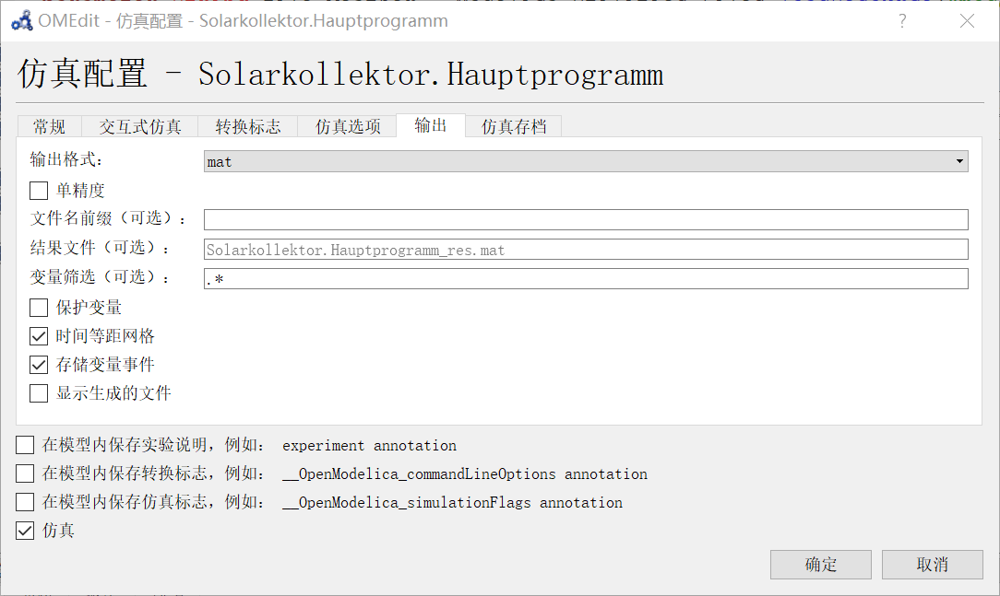 OMEdit - 仿真配置 - Solarkollektor.Hauptprogramm
仿真配置 - Solarkollektor.Hauptprogramm
常规 交互式仿真 转换标志 仿真选项 输出 仿真存档
输出格式： mat
单精度
文件名前缀（可选）：
结果文件（可选）： Solarkollektor.Hauptprogramm_res.mat
变量筛选（可选）： .*
保护变量
时间等距网格
存储变量事件
显示生成的文件
在模型内保存实验说明，例如： experiment annotation
在模型内保存转换标志，例如： __OpenModelica_commandLineOptions annotation
在模型内保存仿真标志，例如： __OpenModelica_simulationFlags annotation
仿真
确定 取消